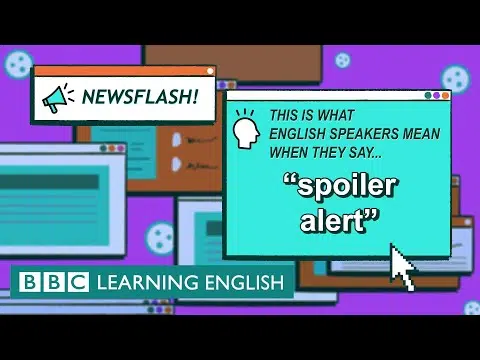 NEWSFLASH!
THIS IS WHAT
ENGLISH SPEAKERS MEAN
WHEN THEY SAY...
“spoiler
alert”
BBC LEARNING ENGLISH